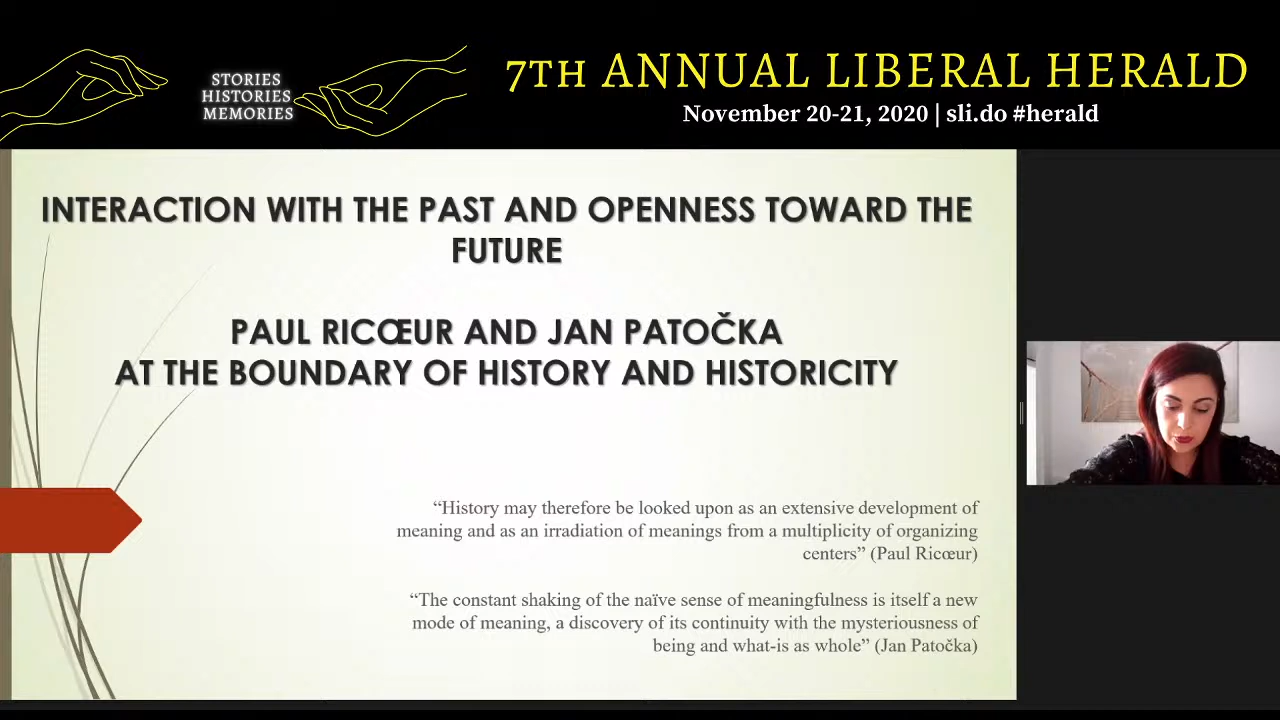 STORIES
HISTORIES
MEMORIES
7TH ANNUAL LIBERAL HERALD
November 20-21, 2020 | sli.do #herald
INTERACTION WITH THE PAST AND OPENNESS TOWARD THE
FUTURE
PAUL RICŒUR AND JAN PATOČKA
AT THE BOUNDARY OF HISTORY AND HISTORICITY
“History may therefore be looked upon as an extensive development of
meaning and as an irradiation of meanings from a multiplicity of organizing
centers” (Paul Ricœur)
“The constant shaking of the naïve sense of meaningfulness is itself a new
mode of meaning, a discovery of its continuity with the mysteriousness of
being and what-is as whole” (Jan Patočka)